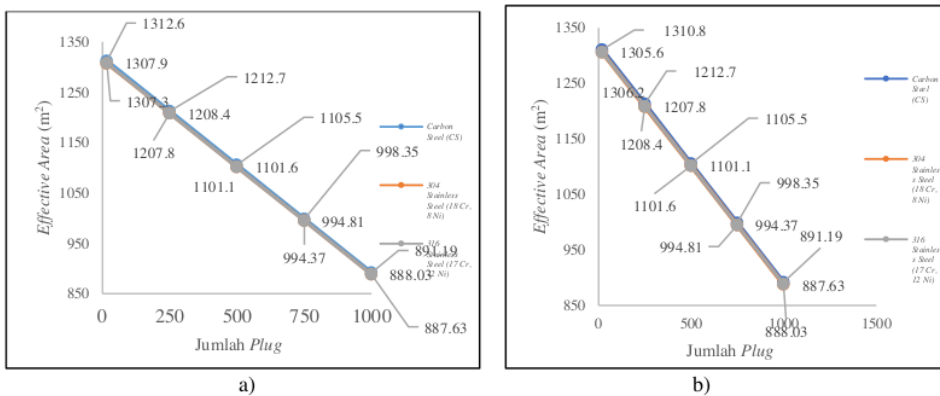 1312.6
1350
1307.9
1212.7
1307.3
1250
1208.4
1105.5
1207.8
1150
Carbon
Steel (CS)
1101.6
998.35
1101.1
1050
304
Stainless
Steel (18 Cr,
8 Ni)
994.81
950
994.37
891.19
316
Stainless
Steel (17 Cr,
12 Ni)
888.03
850
887.63
0 250 500 750 1000
Effective Area (m²)
Jumlah Plug
a)
1350
1310.8
1305.6
1212.7
1306.2
1250
1207.8
Carbon
Steel
(CS)
1105.5
1208.4
1150
1101.1
304
Stainles
s Steel
(18 Cr,
8 Ni)
998.35
1101.6
1050
994.37
994.81
891.19
316
Stainles
s Steel
(17 Cr,
12 Ni)
950
887.63
850
888.03
0 500 1000 1500
Effective Area (m²)
Jumlah Plug
b)